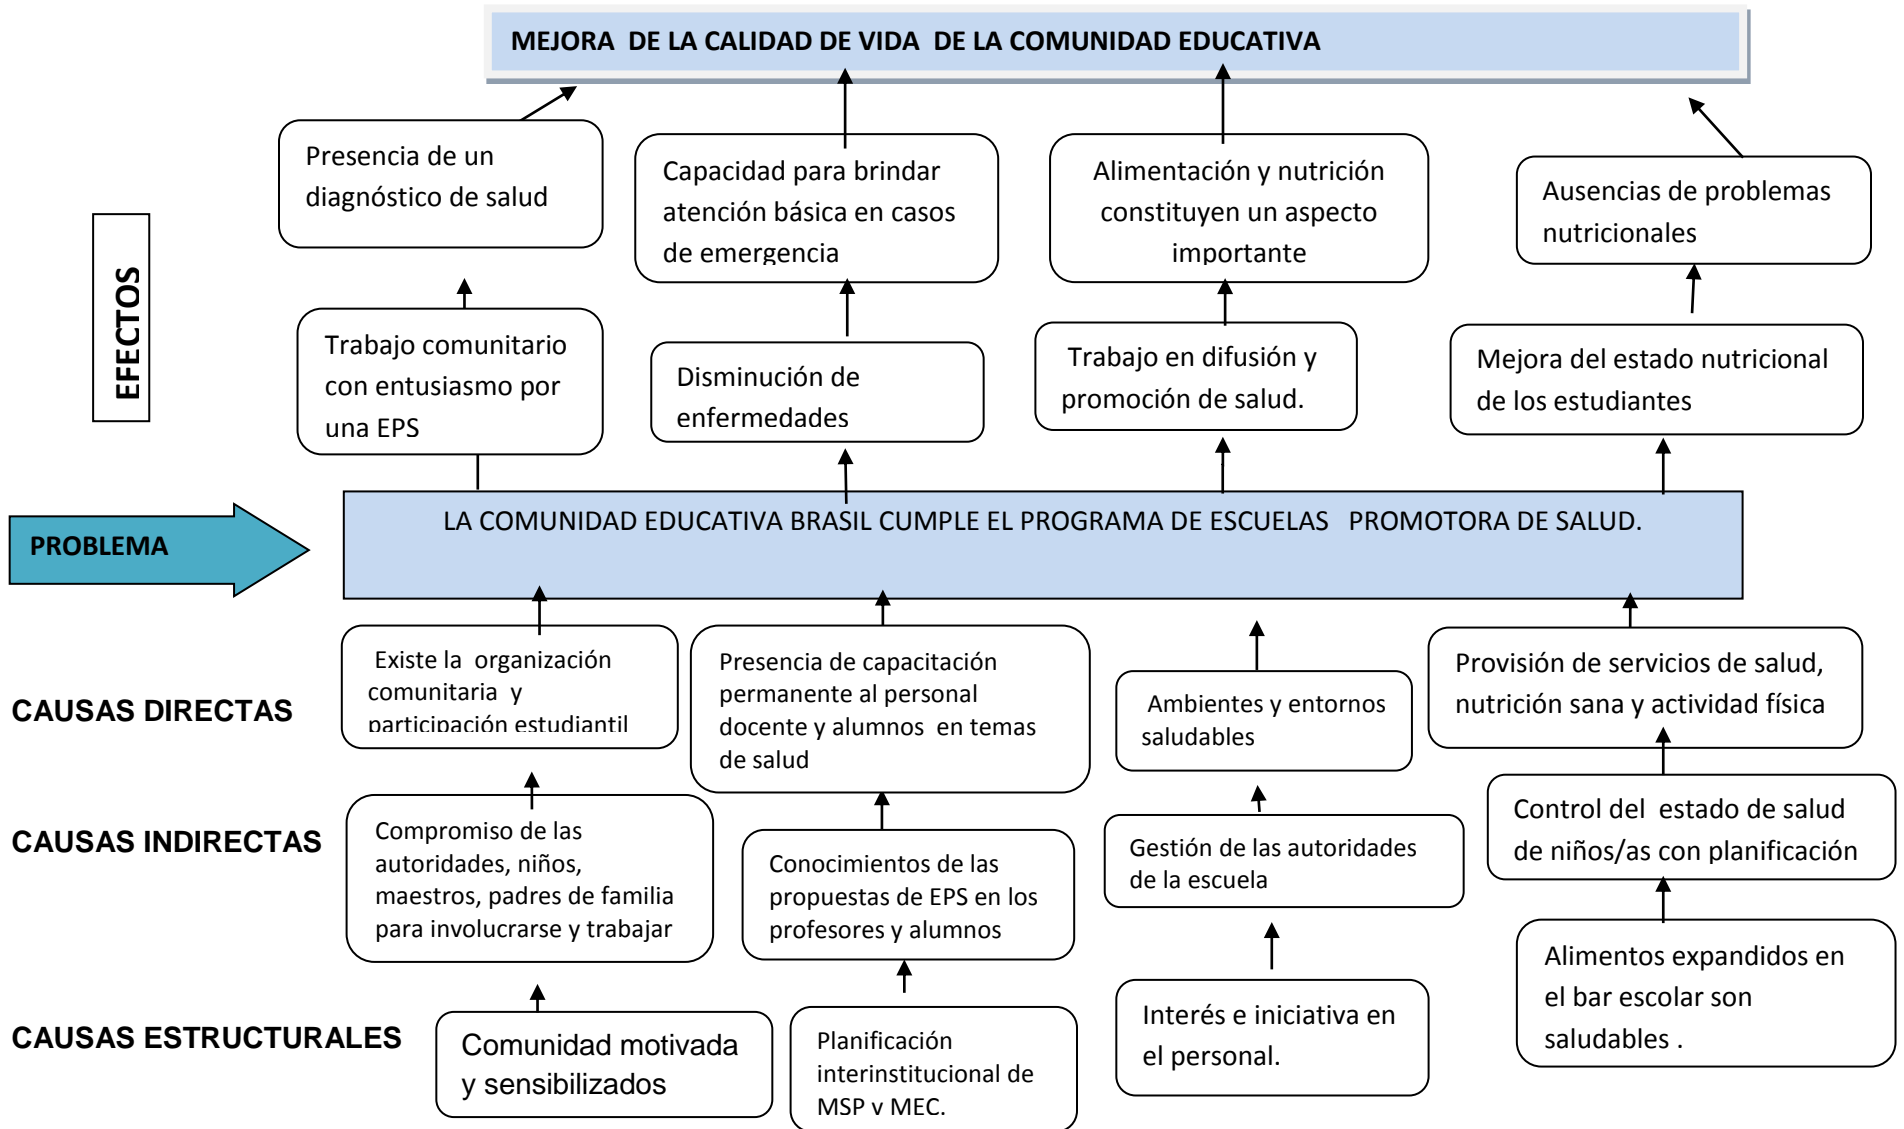 MEJORA DE LA CALIDAD DE VIDA DE LA COMUNIDAD EDUCATIVA
Presencia de un
diagnóstico de salud
Capacidad para brindar
atención básica en casos
de emergencia
Alimentación y nutrición
constituyen un aspecto
importante
Ausencias de problemas
nutricionales
EFECTOS
Trabajo comunitario
con entusiasmo por
una EPS
Disminución de
enfermedades
Trabajo en difusión y
promoción de salud.
Mejora del estado nutricional
de los estudiantes
PROBLEMA
LA COMUNIDAD EDUCATIVA BRASIL CUMPLE EL PROGRAMA DE ESCUELAS PROMOTORA DE SALUD.
CAUSAS DIRECTAS
Existe la organización
comunitaria y
participación estudiantil
Presencia de capacitación
permanente al personal
docente y alumnos en temas
de salud
Ambientes y entornos
saludables
Provisión de servicios de salud,
nutrición sana y actividad física
CAUSAS INDIRECTAS
Compromiso de las
autoridades, niños,
maestros, padres de familia
para involucrarse y trabajar
Conocimientos de las
propuestas de EPS en los
profesores y alumnos
Gestión de las autoridades
de la escuela
Control del estado de salud
de niños/as con planificación
CAUSAS ESTRUCTURALES
Comunidad motivada
y sensibilizados
Planificación
interinstitucional de
MSP y MEC.
Interés e iniciativa en
el personal.
Alimentos expandidos en
el bar escolar son
saludables .